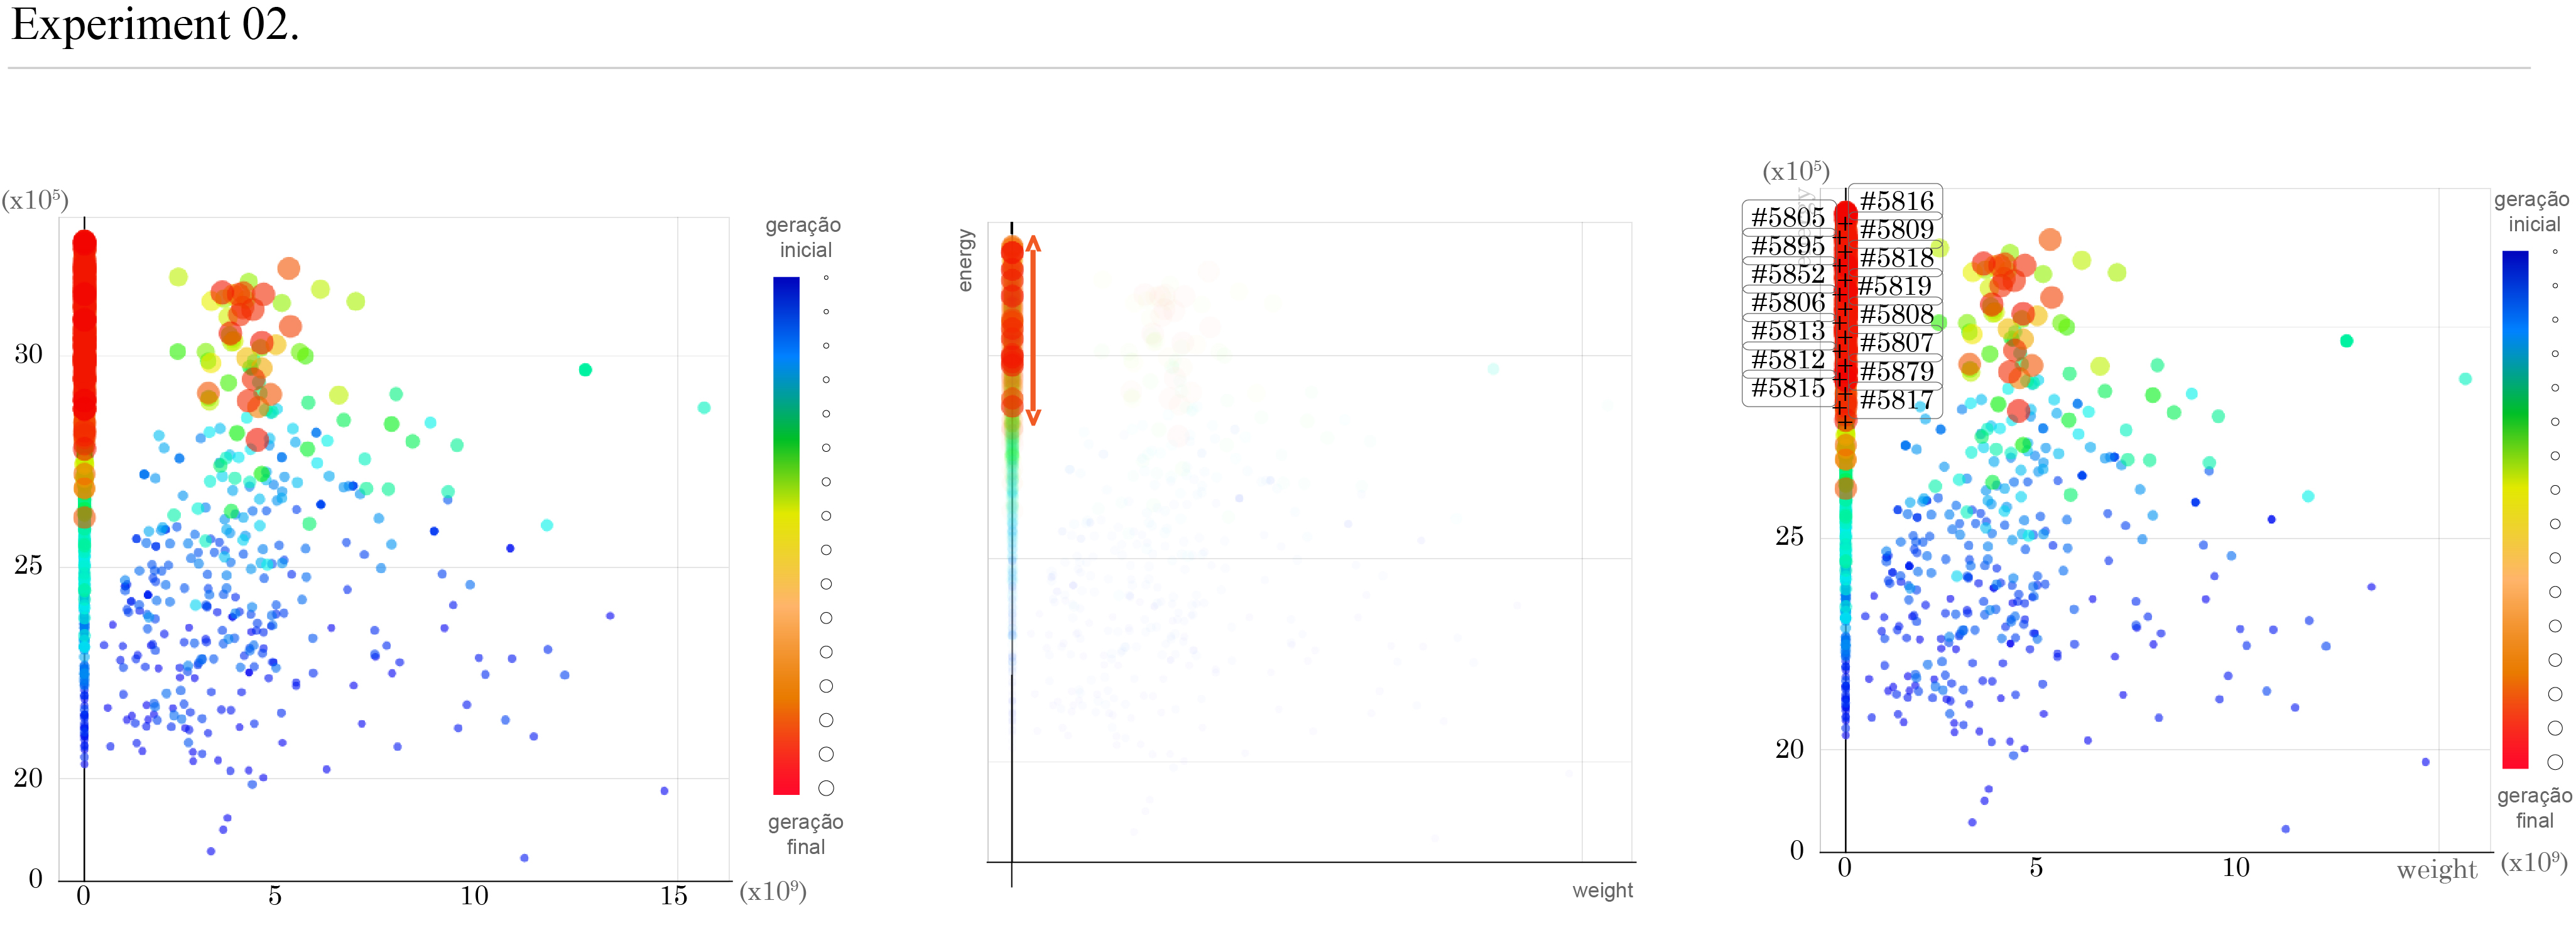 Experiment 02.
(x10⁵)
30
25
20
0
0
5
10
15
(x10⁹)
geração
inicial
geração
final
energy
weight
(x10⁵)
energy
#5805
#5895
#5852
#5806
#5813
#5812
#5815
#5816
#5809
#5818
#5819
#5808
#5807
#5879
#5817
25
20
0
0
5
10
weight
(x10⁹)
geração
inicial
geração
final